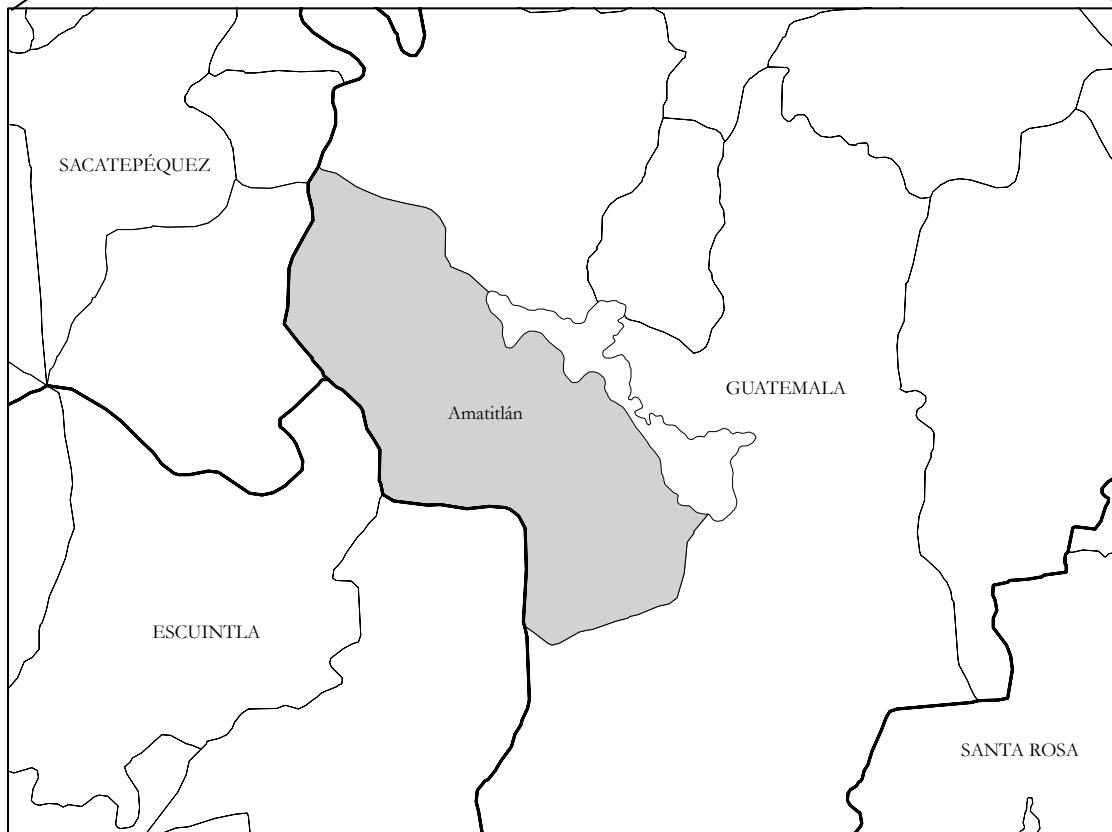 SACATEPÉQUEZ
GUATEMALA
Amatitlán
ESCUINTLA
SANTA ROSA